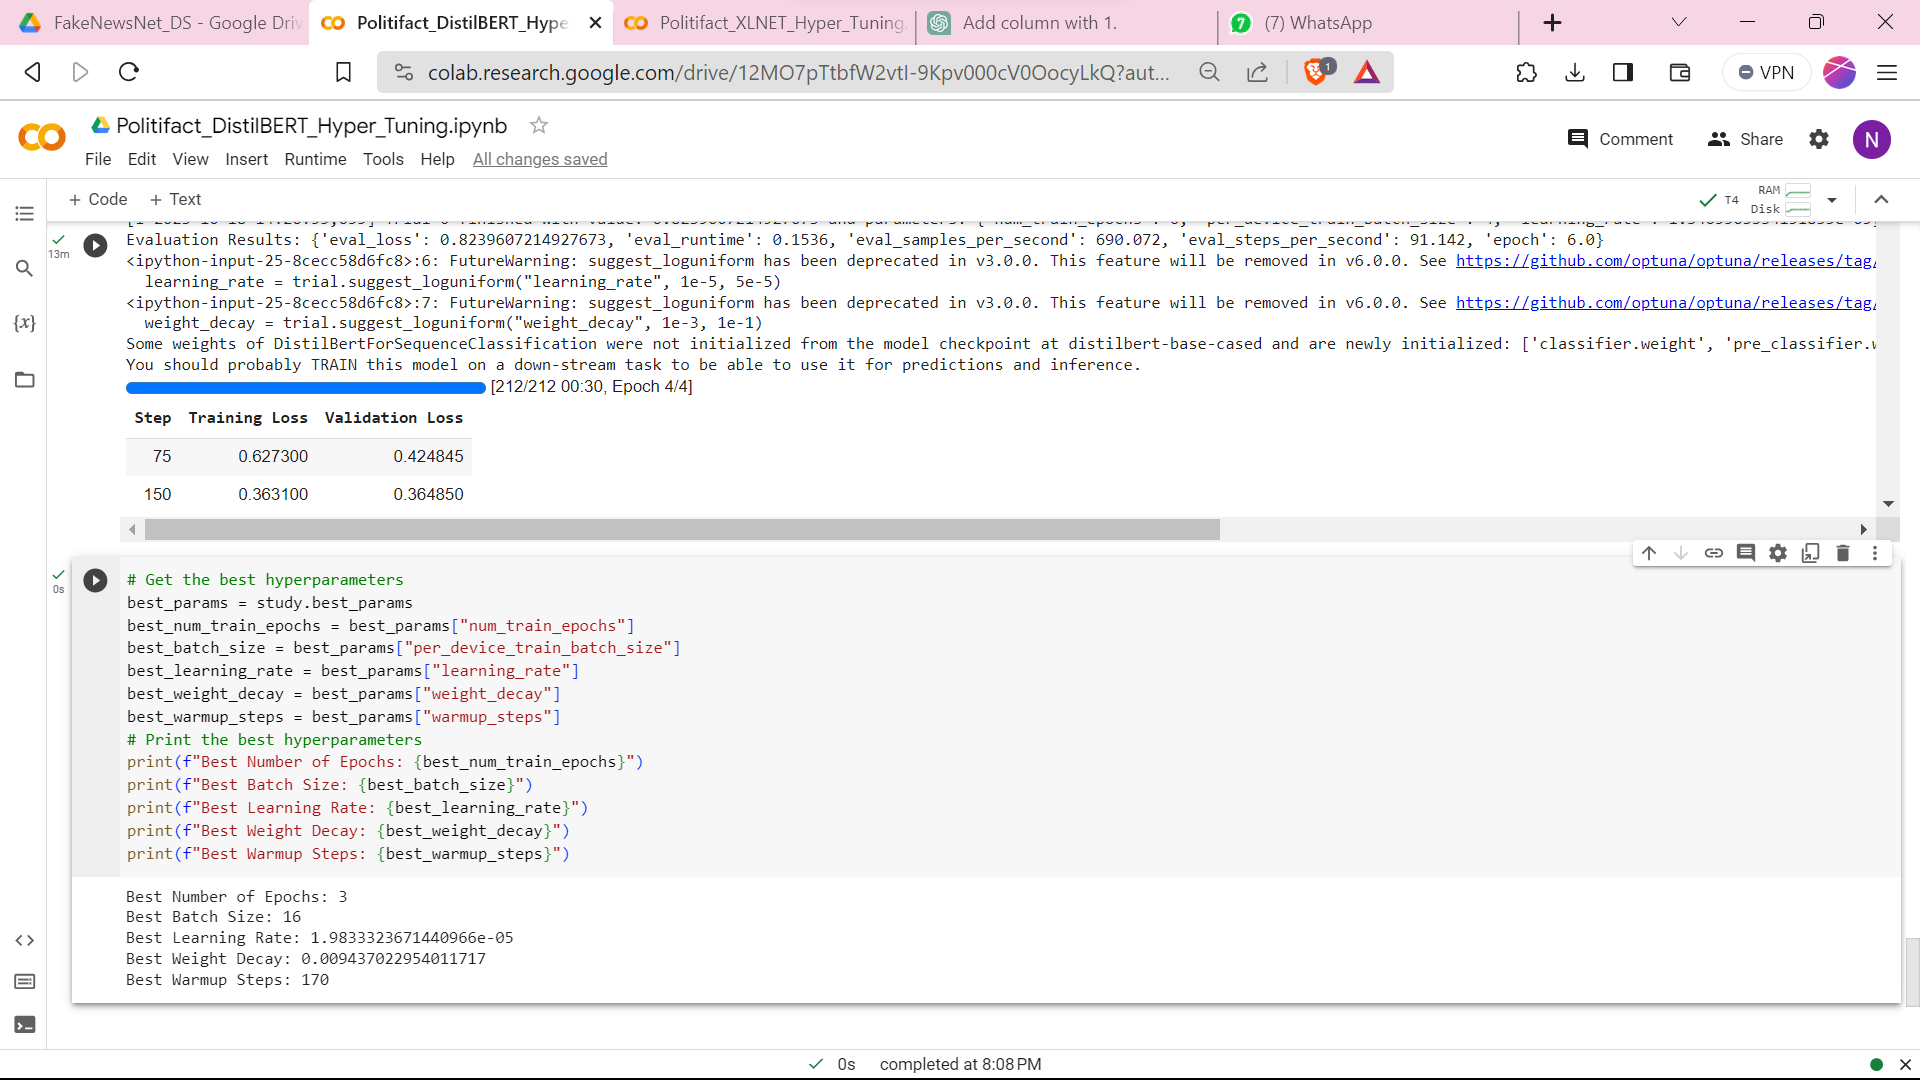 FakeNewsNet_DS - Google Driv
Politifact_DistilBERT_Hype
Politifact_XLNET_Hyper_Tuning.
Add column with 1.
(7) WhatsApp
colab.research.google.com/drive/12MO7pTtbfW2vtI-9Kpv000cV0OocyLkQ?aut...
1
VPN
Politifact_DistilBERT_Hyper_Tuning.ipynb
Comment
Share
N
File Edit View Insert Runtime Tools Help All changes saved
+ Code + Text
T4
RAM
Disk
13m
Evaluation Results: {'eval_loss': 0.8239607214927673, 'eval_runtime': 0.1536, 'eval_samples_per_second': 690.072, 'eval_steps_per_second': 91.142, 'epoch': 6.0}
<ipython-input-25-8cecc58d6fc8>:6: FutureWarning: suggest_loguniform has been deprecated in v3.0.0. This feature will be removed in v6.0.0. See https://github.com/optuna/optuna/releases/tag/
learning_rate = trial.suggest_loguniform("learning_rate", 1e-5, 5e-5)
<ipython-input-25-8cecc58d6fc8>:7: FutureWarning: suggest_loguniform has been deprecated in v3.0.0. This feature will be removed in v6.0.0. See https://github.com/optuna/optuna/releases/tag/
weight_decay = trial.suggest_loguniform("weight_decay", 1e-3, 1e-1)
Some weights of DistilBertForSequenceClassification were not initialized from the model checkpoint at distilbert-base-cased and are newly initialized: ['classifier.weight', 'pre_classifier.w
You should probably TRAIN this model on a down-stream task to be able to use it for predictions and inference.
[212/212 00:30, Epoch 4/4]
Step Training Loss Validation Loss
75 0.627300 0.424845
150 0.363100 0.364850
0s
# Get the best hyperparameters
best_params = study.best_params
best_num_train_epochs = best_params["num_train_epochs"]
best_batch_size = best_params["per_device_train_batch_size"]
best_learning_rate = best_params["learning_rate"]
best_weight_decay = best_params["weight_decay"]
best_warmup_steps = best_params["warmup_steps"]
# Print the best hyperparameters
print(f"Best Number of Epochs: {best_num_train_epochs}")
print(f"Best Batch Size: {best_batch_size}")
print(f"Best Learning Rate: {best_learning_rate}")
print(f"Best Weight Decay: {best_weight_decay}")
print(f"Best Warmup Steps: {best_warmup_steps}")
Best Number of Epochs: 3
Best Batch Size: 16
Best Learning Rate: 1.9833323671440966e-05
Best Weight Decay: 0.009437022954011717
Best Warmup Steps: 170
0s completed at 8:08 PM